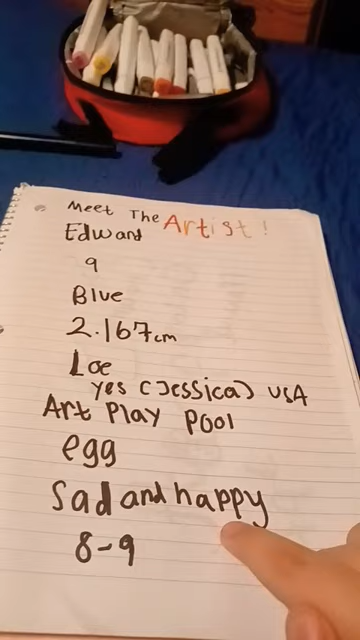 Meet The Artist!
Edward
9
Blue
2.167cm
Loe
yes (Jessica) USA
Art Play Pool
egg
Sad and happy
8-9